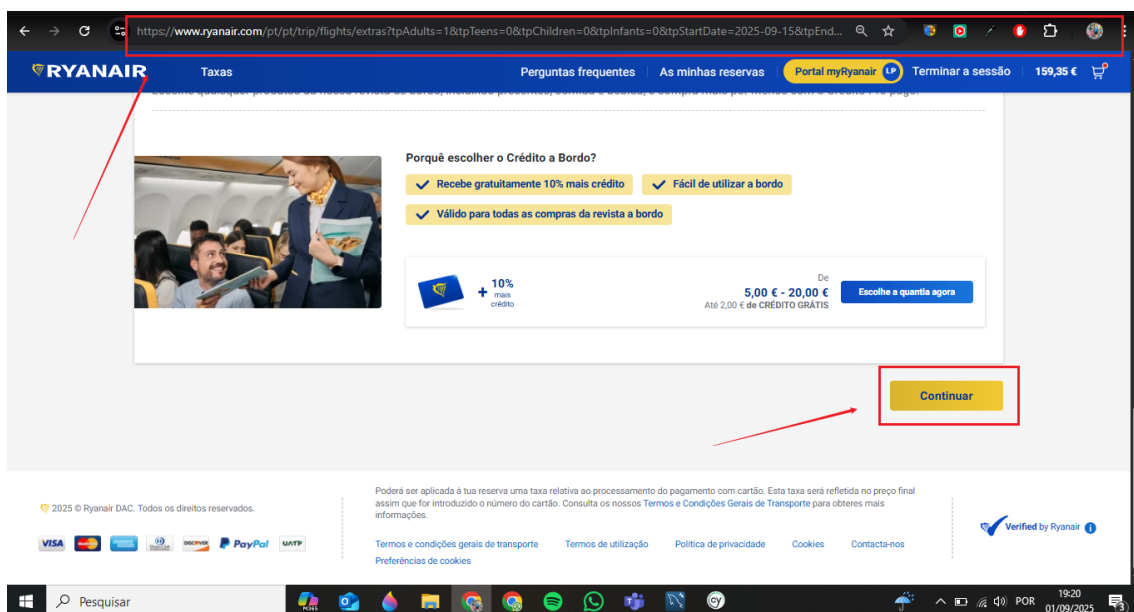 https://www.ryanair.com/pt/pt/trip/flights/extras?tpAdults=1&tpTeens=0&tpChildren=0&tpInfants=0&tpStartDate=2025-09-15&tpEnd...
RYANAIR Taxas Perguntas frequentes As minhas reservas Portal myRyanair LP Terminar a sessão 159,35 €
Porquê escolher o Crédito a Bordo?
Recebe gratuitamente 10% mais crédito Fácil de utilizar a bordo
Válido para todas as compras da revista a bordo
+ 10% mais crédito
De
5,00 € - 20,00 €
Até 2,00 € de CRÉDITO GRÁTIS
Escolhe a quantia agora
Continuar
© 2025 © Ryanair DAC. Todos os direitos reservados.
VISA DISCOVER PayPal UATP
Poderá ser aplicada à tua reserva uma taxa relativa ao processamento do pagamento com cartão. Esta taxa será refletida no preço final
assim que for introduzido o número do cartão. Consulta os nossos Termos e Condições Gerais de Transporte para obteres mais
informações.
Termos e condições gerais de transporte Termos de utilização Política de privacidade Cookies Contacta-nos
Preferências de cookies
Verified by Ryanair
Pesquisar
M365
CY
POR
19:20
01/09/2025
3